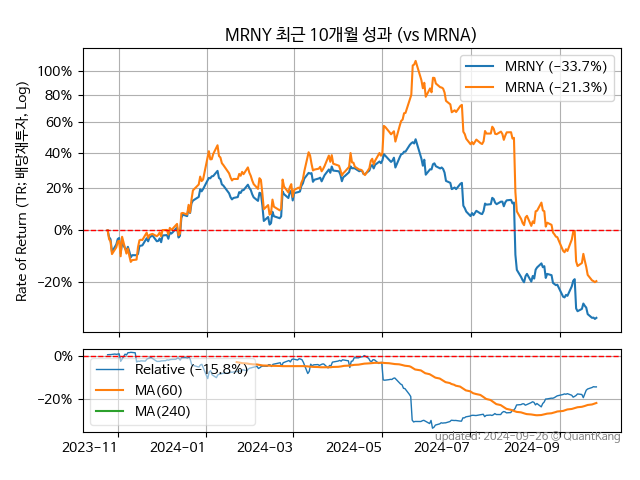 MRNY 최근 10개월 성과 (vs MRNA)
Rate of Return (TR: 배당재투자, Log)
100%
80%
60%
40%
20%
0%
−20%
MRNY (−33.7%)
MRNA (−21.3%)
0%
−20%
Relative (−15.8%)
MA(60)
MA(240)
2023−11
2024−01
2024−03
2024−05
2024−07
2024−09
updated: 2024−09−26 © QuantKang